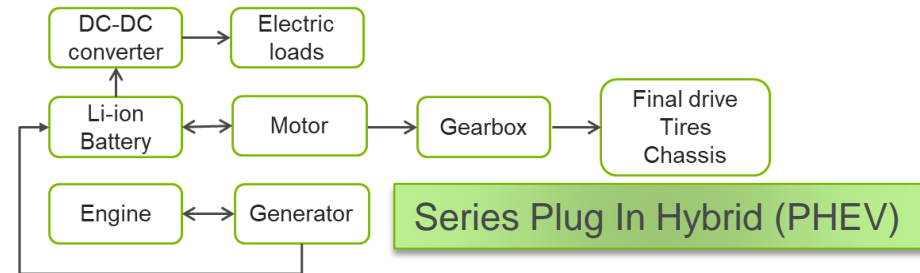 DC-DC
converter
Electric
loads
Li-ion
Battery
Motor
Gearbox
Final drive
Tires
Chassis
Engine
Generator
Series Plug In Hybrid (PHEV)